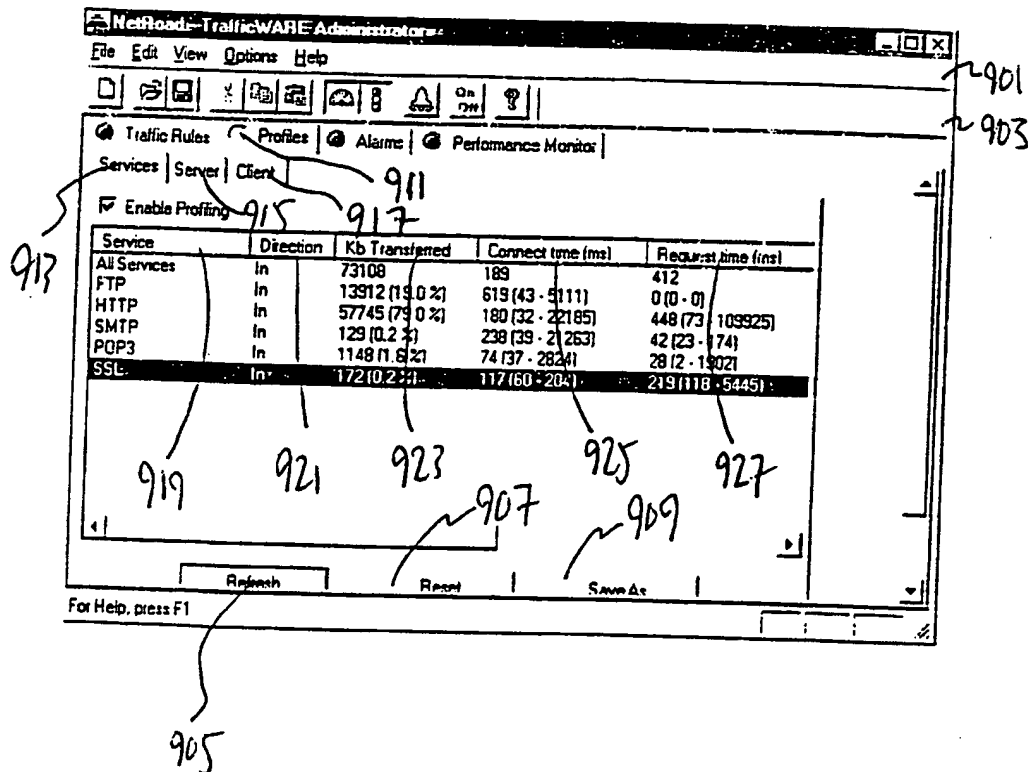 NetRoad - TrafficWARE Administrator
File Edit View Options Help
901
On Off
903
Traffic Rules Profiles Alarms Performance Monitor
Services Server Client
911
Enable Profiling
915 917
913
Service Direction Kb Transferred Connect time (ms) Request time (ms)
All Services In 73108 189 412
FTP In 13912 (19.0 %) 619 (43 - 5111) 0 (0 - 0)
HTTP In 57745 (79.0 %) 180 (32 - 22185) 448 (73 - 109925)
SMTP In 129 (0.2 %) 238 (39 - 21263) 42 (23 - 174)
POP3 In 1148 (1.6 %) 74 (37 - 2824) 28 (2 - 1902)
SSL In 172 (0.2 %) 117 (60 - 204) 219 (118 - 5445)
919 921 923 925 927
907 909
Refresh Reset Save As
For Help, press F1
905